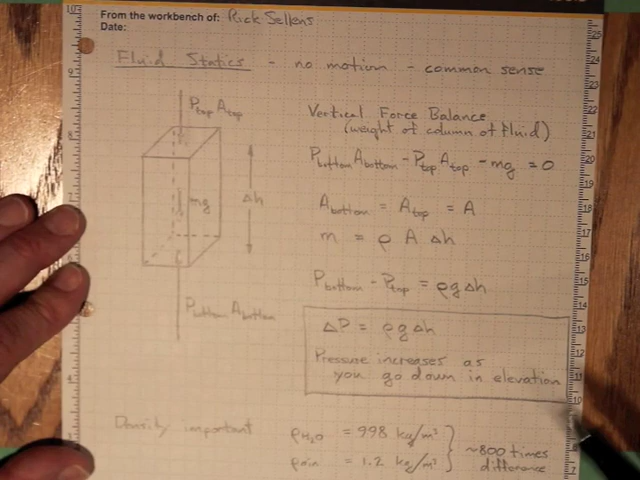 From the workbench of: Rick Sellens
Date:
Fluid Statics - no motion - common sense
P_top A_top
mg
Δh
P_bottom A_bottom
Vertical Force Balance
(weight of column of fluid)
P_bottom A_bottom - P_top A_top - mg = 0
A_bottom = A_top = A
m = ρ A Δh
P_bottom - P_top = ρgΔh
ΔP = ρgΔh
Pressure increases as
you go down in elevation
Density important
ρ_H₂O = 998 kg/m³
ρ_air = 1.2 kg/m³
~800 times
difference